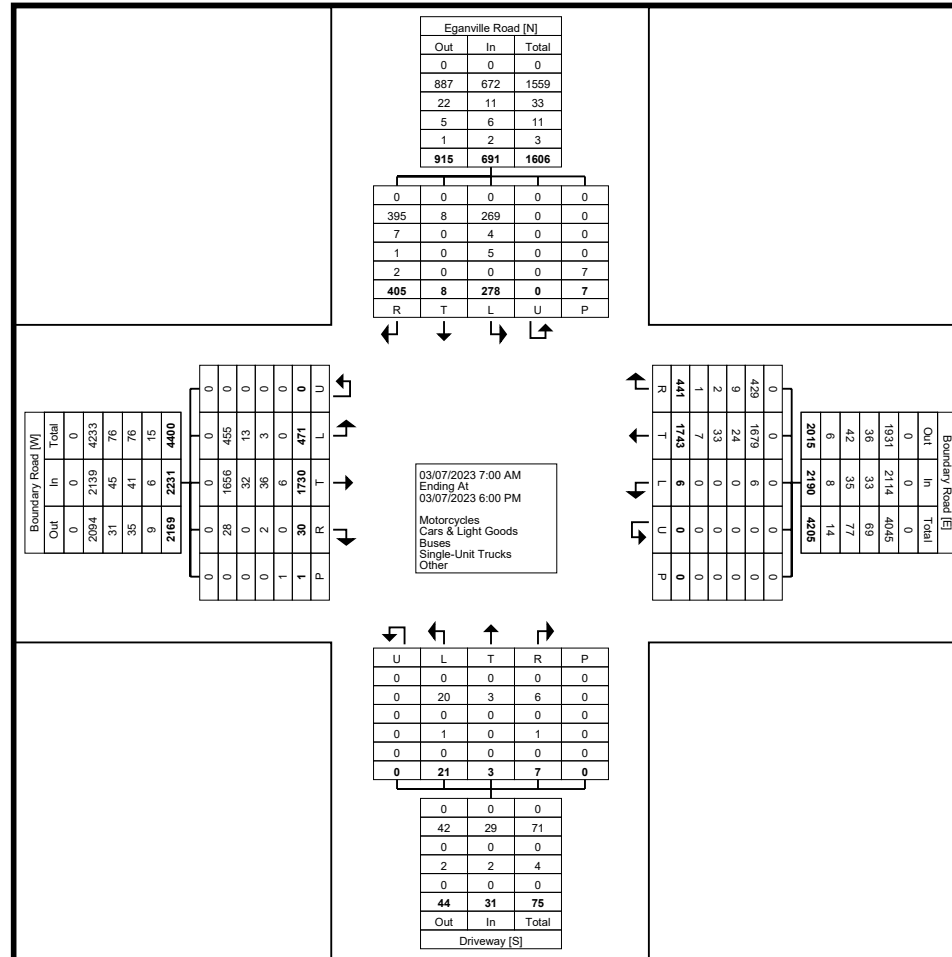 Eganville Road [N]
Out In Total
0 0 0
887 672 1559
22 11 33
5 6 11
1 2 3
915 691 1606
0 0 0 0 0
395 8 269 0 0
7 0 4 0 0
1 0 5 0 0
2 0 0 0 7
405 8 278 0 7
R T L U P
Boundary Road [W]
Total In Out
0 0 0
4233 2139 2094
76 45 31
76 41 35
15 6 9
4400 2231 2169
0 0 0 0 0
0 455 1656 28 0
0 13 32 0 0
0 3 36 2 0
0 0 6 0 1
0 471 1730 30 1
U L T R P
03/07/2023 7:00 AM
Ending At
03/07/2023 6:00 PM
Motorcycles
Cars & Light Goods
Buses
Single-Unit Trucks
Other
Boundary Road [E]
Out In Total
0 0 0
1931 2114 4045
36 33 69
42 35 77
6 8 14
2015 2190 4205
0 0 0 0 0
429 1679 6 0 0
9 24 0 0 0
2 33 0 0 0
1 7 0 0 0
441 1743 6 0 0
R T L U P
U L T R P
0 0 0 0 0
0 20 3 6 0
0 0 0 0 0
0 1 0 1 0
0 0 0 0 0
0 21 3 7 0
0 0 0
42 29 71
0 0 0
2 2 4
0 0 0
44 31 75
Out In Total
Driveway [S]